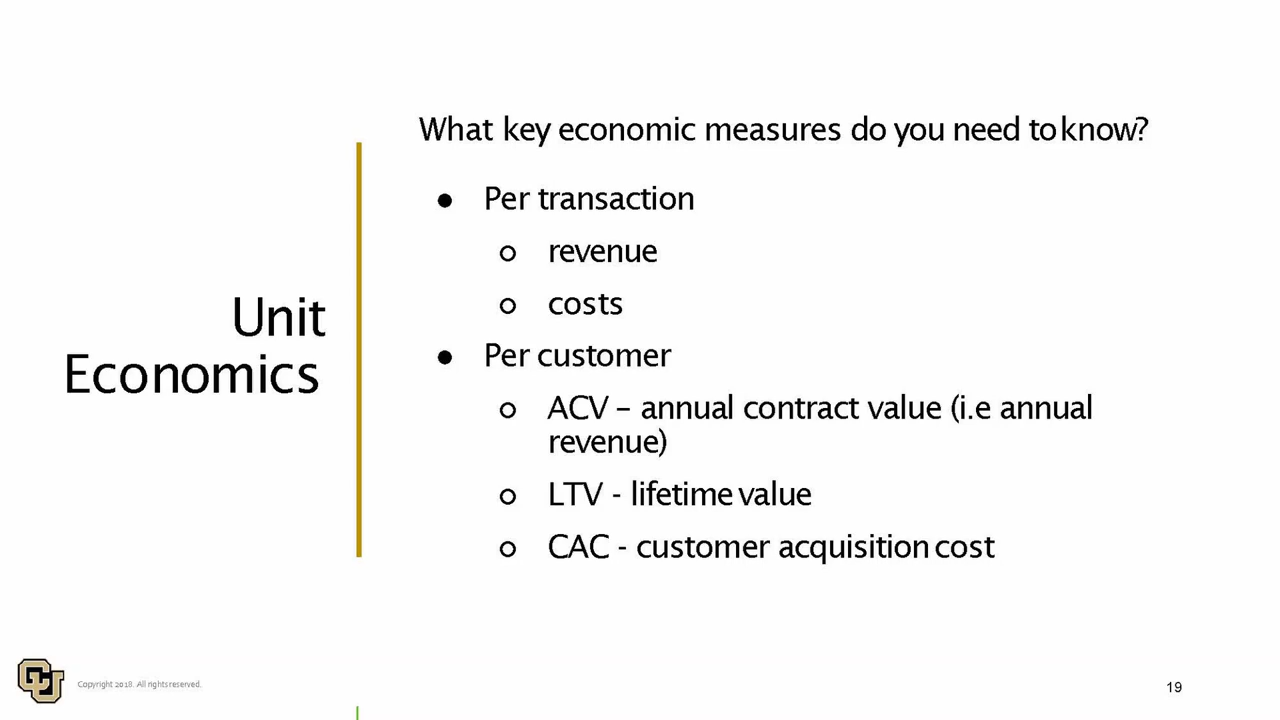 Unit
Economics
What key economic measures do you need to know?
● Per transaction
○ revenue
○ costs
● Per customer
○ ACV – annual contract value (i.e annual
revenue)
○ LTV - lifetime value
○ CAC - customer acquisition cost
CU
Copyright 2018. All rights reserved.
19